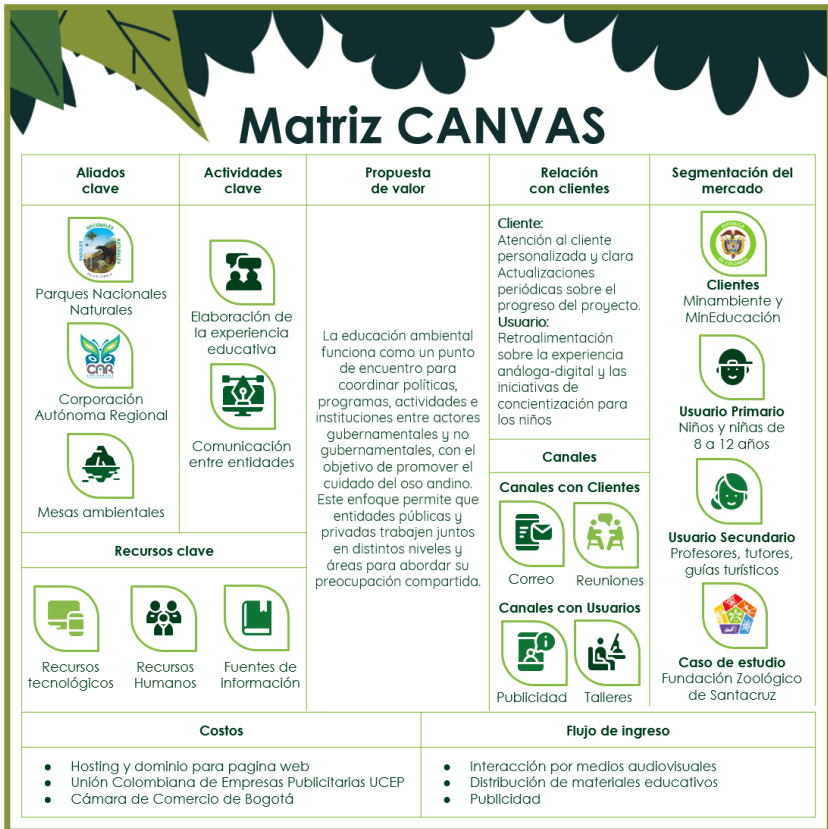 Matriz CANVAS
Aliados
clave
PARQUES NACIONALES NATURALES
DE COLOMBIA
Parques Nacionales
Naturales
CAR
Corporación
Autónoma Regional
Mesas ambientales
Actividades
clave
Elaboración de
la experiencia
educativa
Comunicación
entre entidades
Recursos clave
Recursos
tecnológicos
Recursos
Humanos
Fuentes de
información
Propuesta
de valor
La educación ambiental
funciona como un punto
de encuentro para
coordinar políticas,
programas, actividades e
instituciones entre actores
gubernamentales y no
gubernamentales, con el
objetivo de promover el
cuidado del oso andino.
Este enfoque permite que
entidades públicas y
privadas trabajen juntos
en distintos niveles y
áreas para abordar su
preocupación compartida.
Relación
con clientes
Cliente:
Atención al cliente
personalizada y clara
Actualizaciones
periódicas sobre el
progreso del proyecto.
Usuario:
Retroalimentación
sobre la experiencia
análoga-digital y las
iniciativas de
concientización para
los niños
Canales
Canales con Clientes
Correo
Reuniones
Canales con Usuarios
Publicidad
Talleres
Segmentación del
mercado
REPÚBLICA
DE COLOMBIA
Clientes
Minambiente y
MinEducación
Usuario Primario
Niños y niñas de
8 a 12 años
Usuario Secundario
Profesores, tutores,
guías turísticos
Caso de estudio
Fundación Zoológico
de Santacruz
Costos
● Hosting y dominio para pagina web
● Unión Colombiana de Empresas Publicitarias UCEP
● Cámara de Comercio de Bogotá
Flujo de ingreso
● Interacción por medios audiovisuales
● Distribución de materiales educativos
● Publicidad